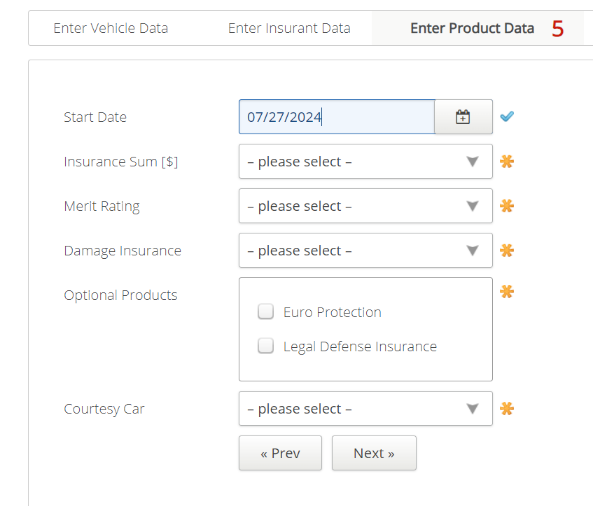 Enter Vehicle Data Enter Insurant Data Enter Product Data 5
Start Date 07/27/2024
Insurance Sum [$] – please select –
Merit Rating – please select –
Damage Insurance – please select –
Optional Products
Euro Protection
Legal Defense Insurance
Courtesy Car – please select –
« Prev Next »